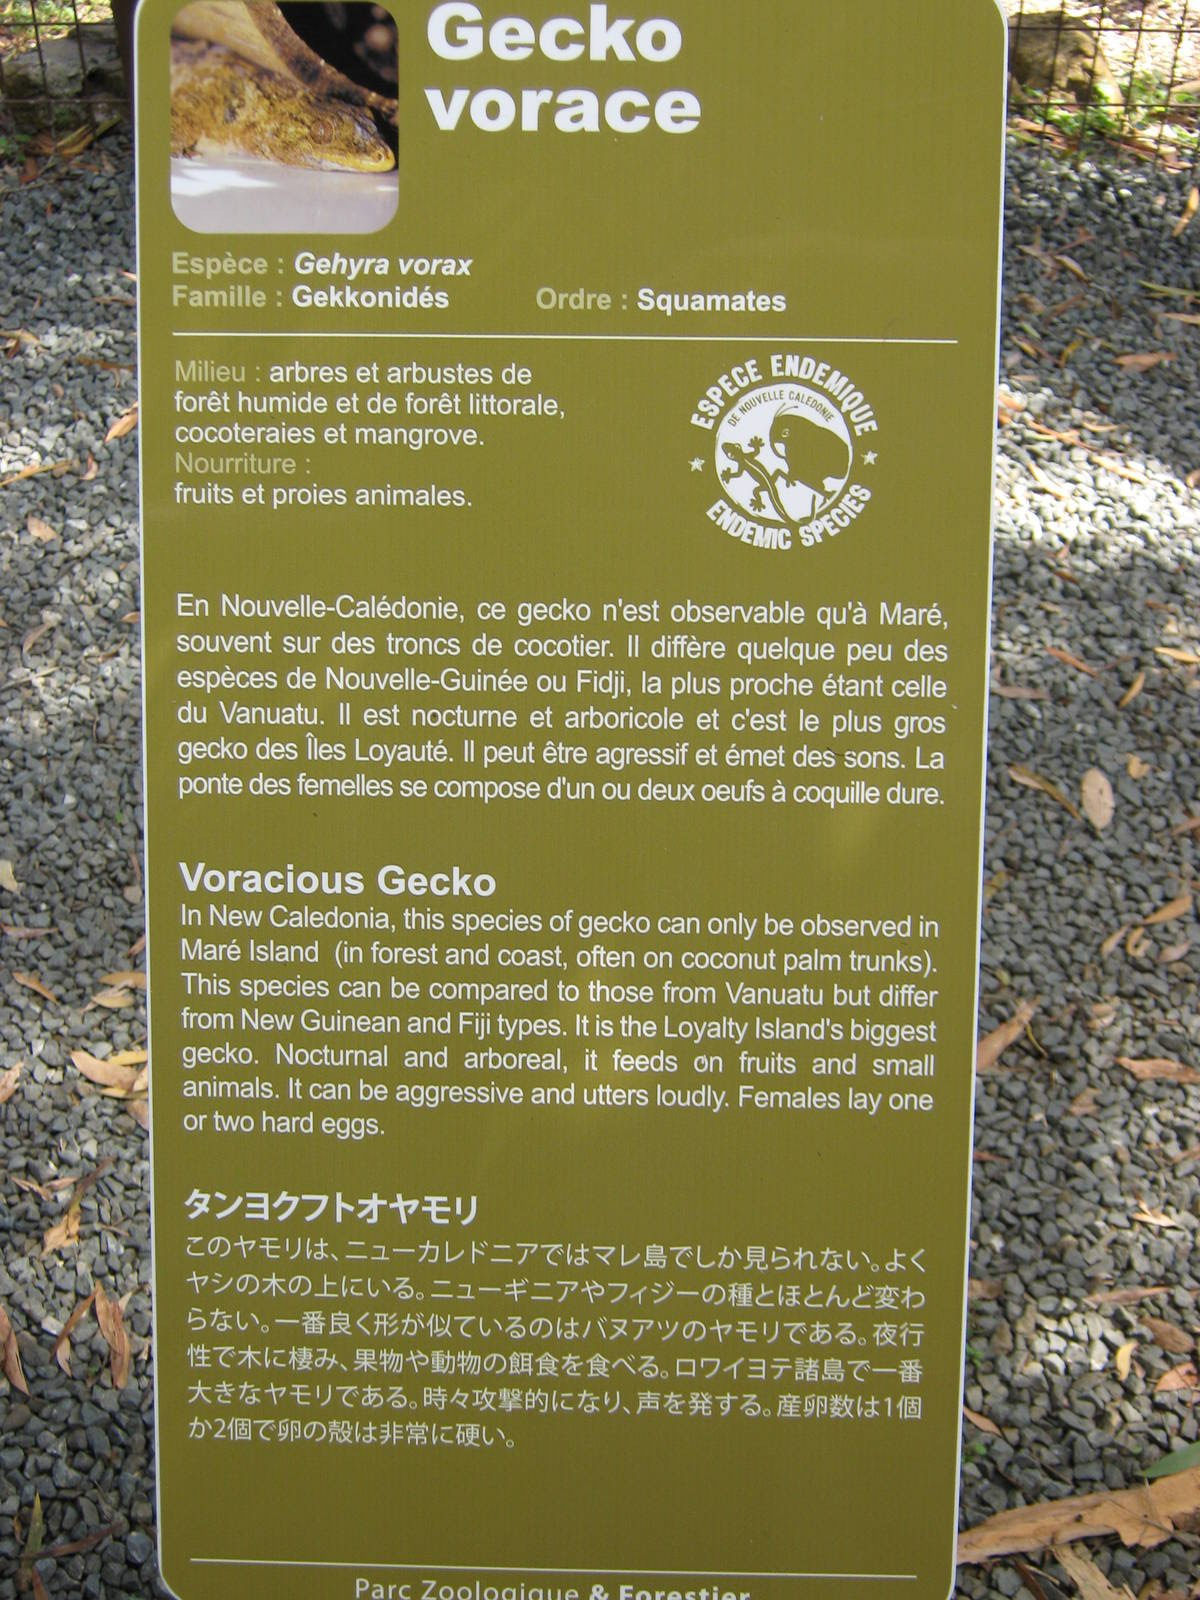 Gecko
vorace
Espèce : Gehyra vorax
Famille : Gekkonidés Ordre : Squamates
Milieu : arbres et arbustes de
forêt humide et de forêt littorale,
cocoteraies et mangrove.
Nourriture :
fruits et proies animales.
ESPÈCE ENDEMIQUE
DE NOUVELLE CALEDONIE
ENDEMIC SPECIES
En Nouvelle-Calédonie, ce gecko n'est observable qu'à Maré,
souvent sur des troncs de cocotier. Il diffère quelque peu des
espèces de Nouvelle-Guinée ou Fidji, la plus proche étant celle
du Vanuatu. Il est nocturne et arboricole et c'est le plus gros
gecko des Îles Loyauté. Il peut être agressif et émet des sons. La
ponte des femelles se compose d'un ou deux oeufs à coquille dure.
Voracious Gecko
In New Caledonia, this species of gecko can only be observed in
Maré Island (in forest and coast, often on coconut palm trunks).
This species can be compared to those from Vanuatu but differ
from New Guinean and Fiji types. It is the Loyalty Island's biggest
gecko. Nocturnal and arboreal, it feeds on fruits and small
animals. It can be aggressive and utters loudly. Females lay one
or two hard eggs.
タンヨクフトオヤモリ
このヤモリは、ニューカレドニアではマレ島でしか見られない。よく
ヤシの木の上にいる。ニューギニアやフィジーの種とほとんど変わ
らない。一番良く形が似ているのはバヌアツのヤモリである。夜行
性で木に棲み、果物や動物の餌食を食べる。ロワイヨテ諸島で一番
大きなヤモリである。時々攻撃的になり、声を発する。産卵数は1個
か2個で卵の殻は非常に硬い。
Parc Zoologique & Forestier